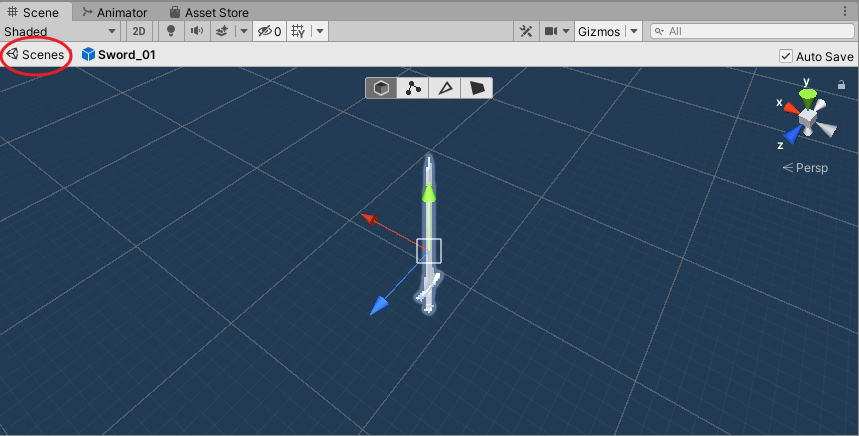 Scene Animator Asset Store
Shaded 2D 0 Gizmos All
Scenes Sword_01 Auto Save
y
x
z
Persp